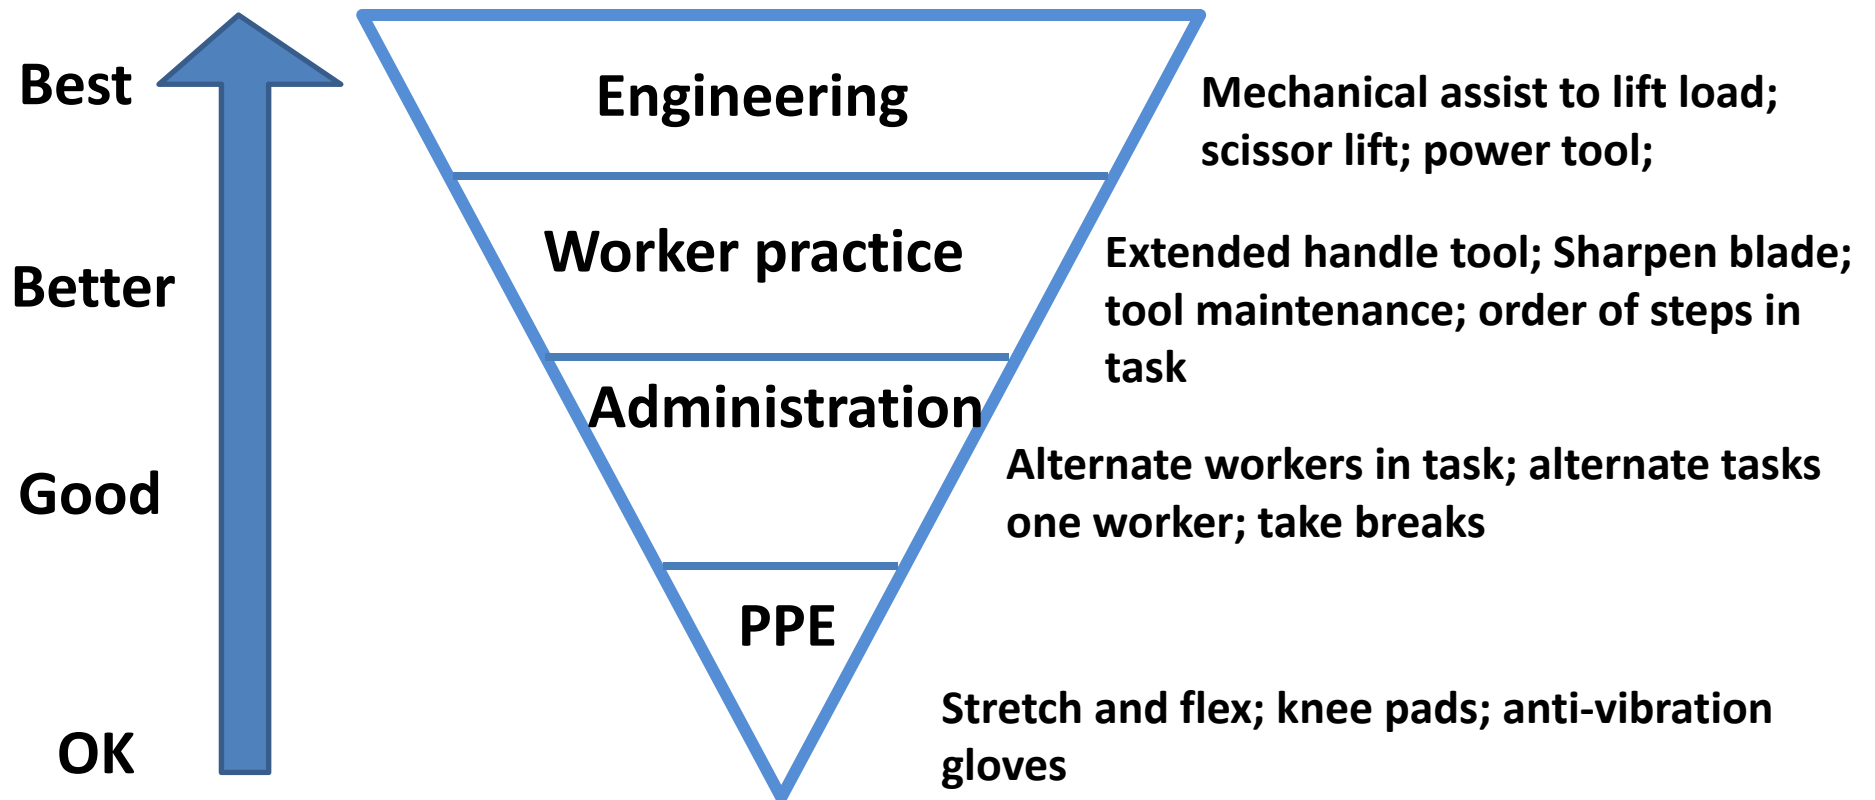 Best
Engineering
Mechanical assist to lift load;
scissor lift; power tool;
Better
Worker practice
Extended handle tool; Sharpen blade;
tool maintenance; order of steps in
task
Good
Administration
Alternate workers in task; alternate tasks
one worker; take breaks
OK
PPE
Stretch and flex; knee pads; anti-vibration
gloves